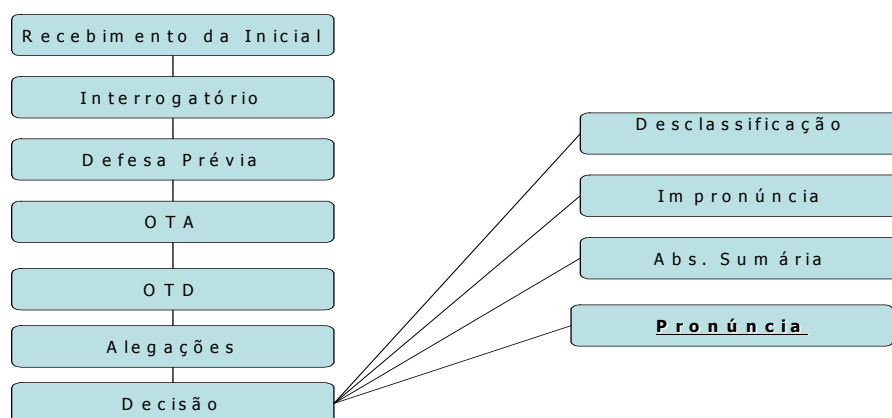 Recebimento da Inicial
Interrogatório
Defesa Prévia
OTA
OTD
Alegações
Decisão
Desclassificação
Impronúncia
Abs. Sumária
Pronúncia